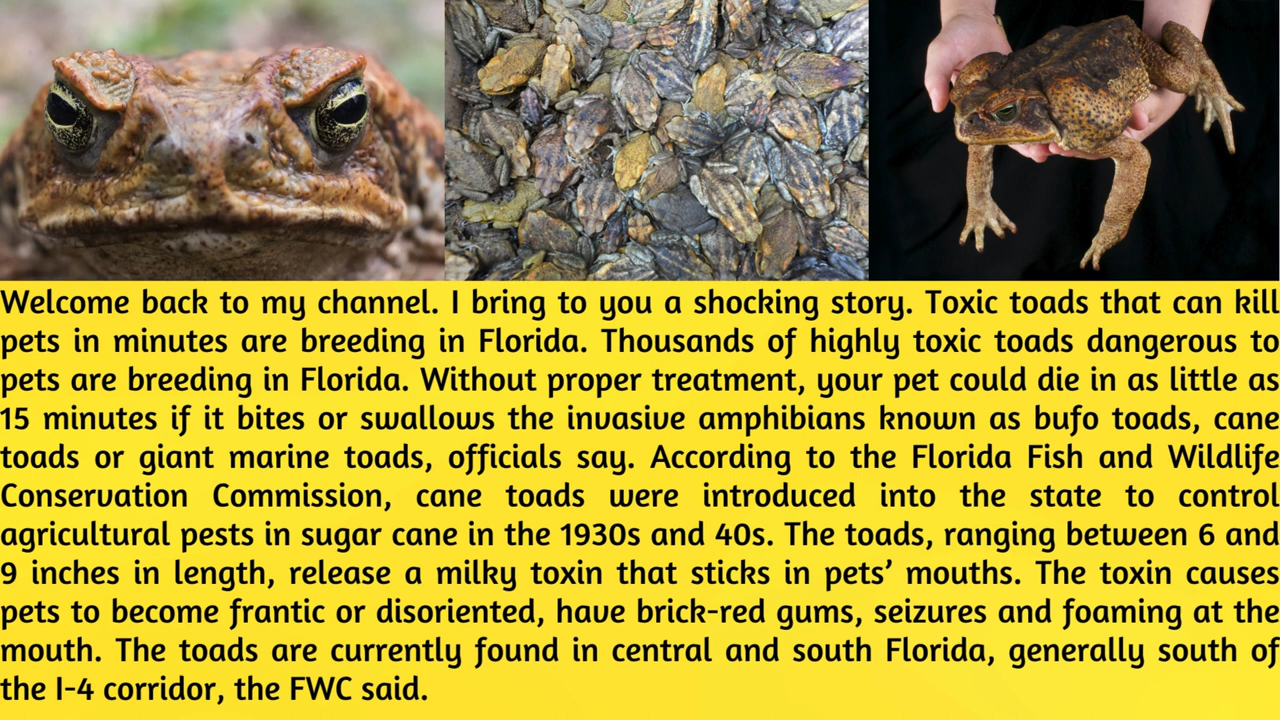 Welcome back to my channel. I bring to you a shocking story. Toxic toads that can kill
pets in minutes are breeding in Florida. Thousands of highly toxic toads dangerous to
pets are breeding in Florida. Without proper treatment, your pet could die in as little as
15 minutes if it bites or swallows the invasive amphibians known as bufo toads, cane
toads or giant marine toads, officials say. According to the Florida Fish and Wildlife
Conservation Commission, cane toads were introduced into the state to control
agricultural pests in sugar cane in the 1930s and 40s. The toads, ranging between 6 and
9 inches in length, release a milky toxin that sticks in pets’ mouths. The toxin causes
pets to become frantic or disoriented, have brick-red gums, seizures and foaming at the
mouth. The toads are currently found in central and south Florida, generally south of
the I-4 corridor, the FWC said.